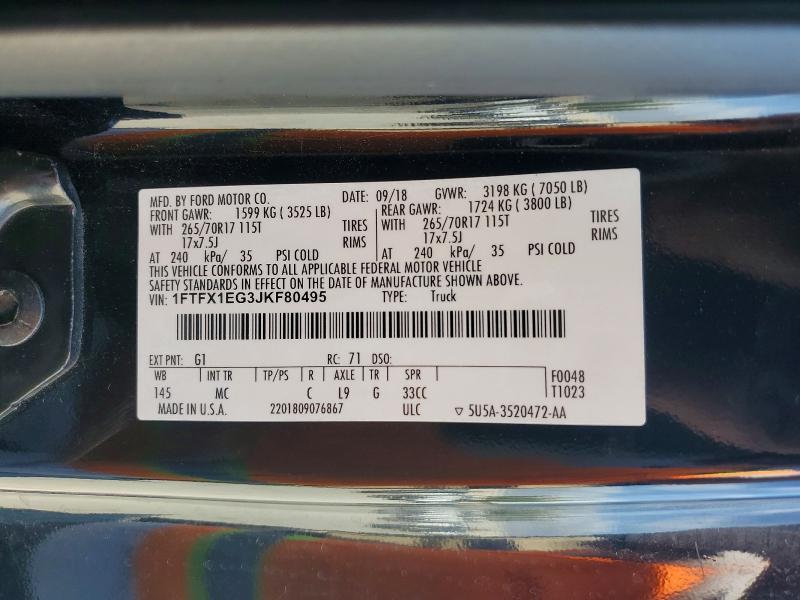 MFD. BY FORD MOTOR CO. DATE: 09/18 GVWR: 3198 KG ( 7050 LB)
FRONT GAWR: 1599 KG ( 3525 LB) REAR GAWR: 1724 KG ( 3800 LB)
WITH 265/70R17 115T TIRES WITH 265/70R17 115T TIRES
17x7.5J RIMS 17x7.5J RIMS
AT 240 kPa/ 35 PSI COLD AT 240 kPa/ 35 PSI COLD
THIS VEHICLE CONFORMS TO ALL APPLICABLE FEDERAL MOTOR VEHICLE
SAFETY STANDARDS IN EFFECT ON THE DATE OF MANUFACTURE SHOWN ABOVE.
VIN: 1FTFX1EG3JKF80495 TYPE: Truck
EXT PNT: G1 RC: 71 DSO:
WB INT TR TP/PS R AXLE TR SPR F0048
145 MC C L9 G 33CC T1023
MADE IN U.S.A. 2201809076867 ULC ▽ 5U5A-3520472-AA